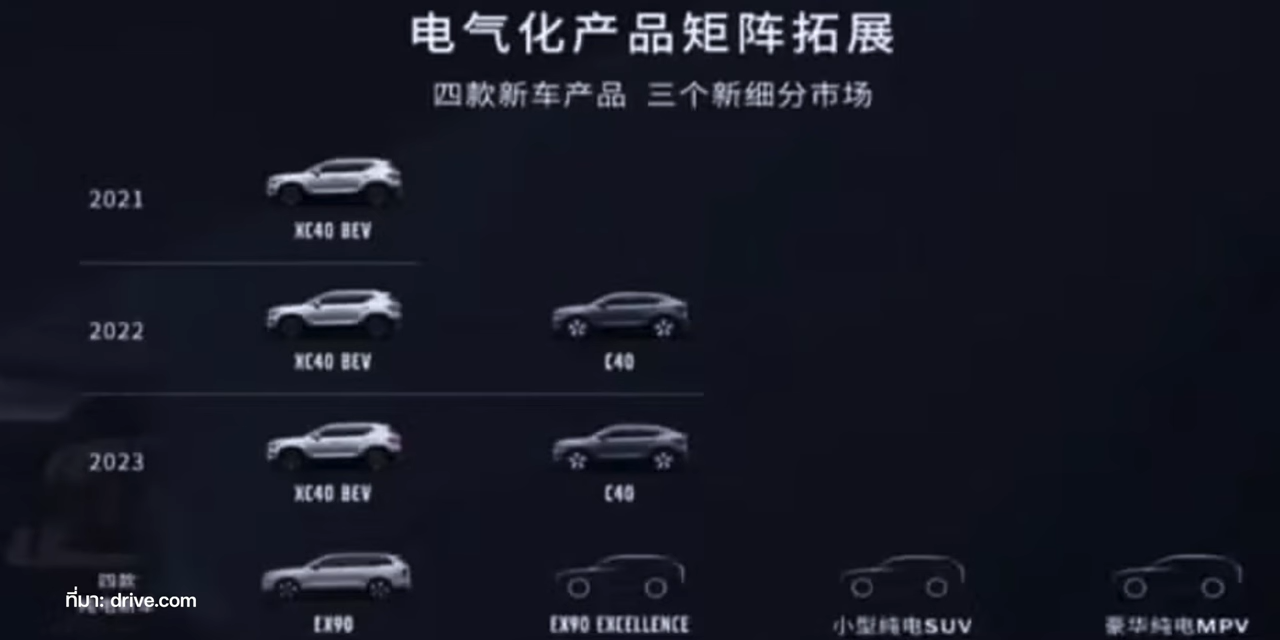 电气化产品矩阵拓展
四款新车产品 三个新细分市场
2021
XC40 BEV
2022
XC40 BEV
C40
2023
XC40 BEV
C40
四款
ที่มา: drive.com
EX90
EX90 EXCELLENCE
小型纯电SUV
豪华纯电MPV